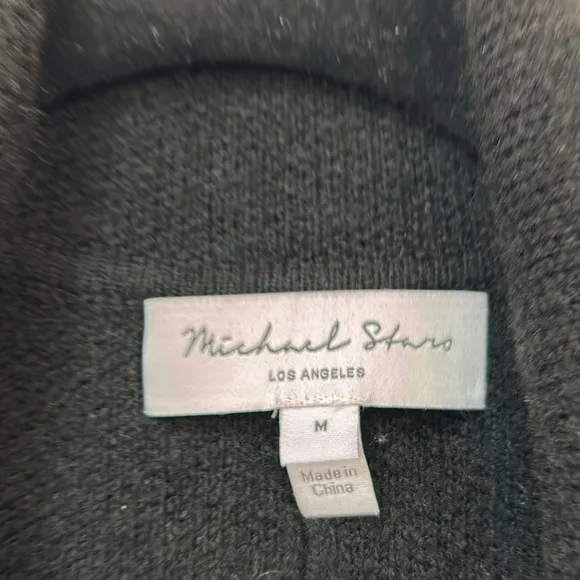 Michael Stars
LOS ANGELES
M
Made in
China